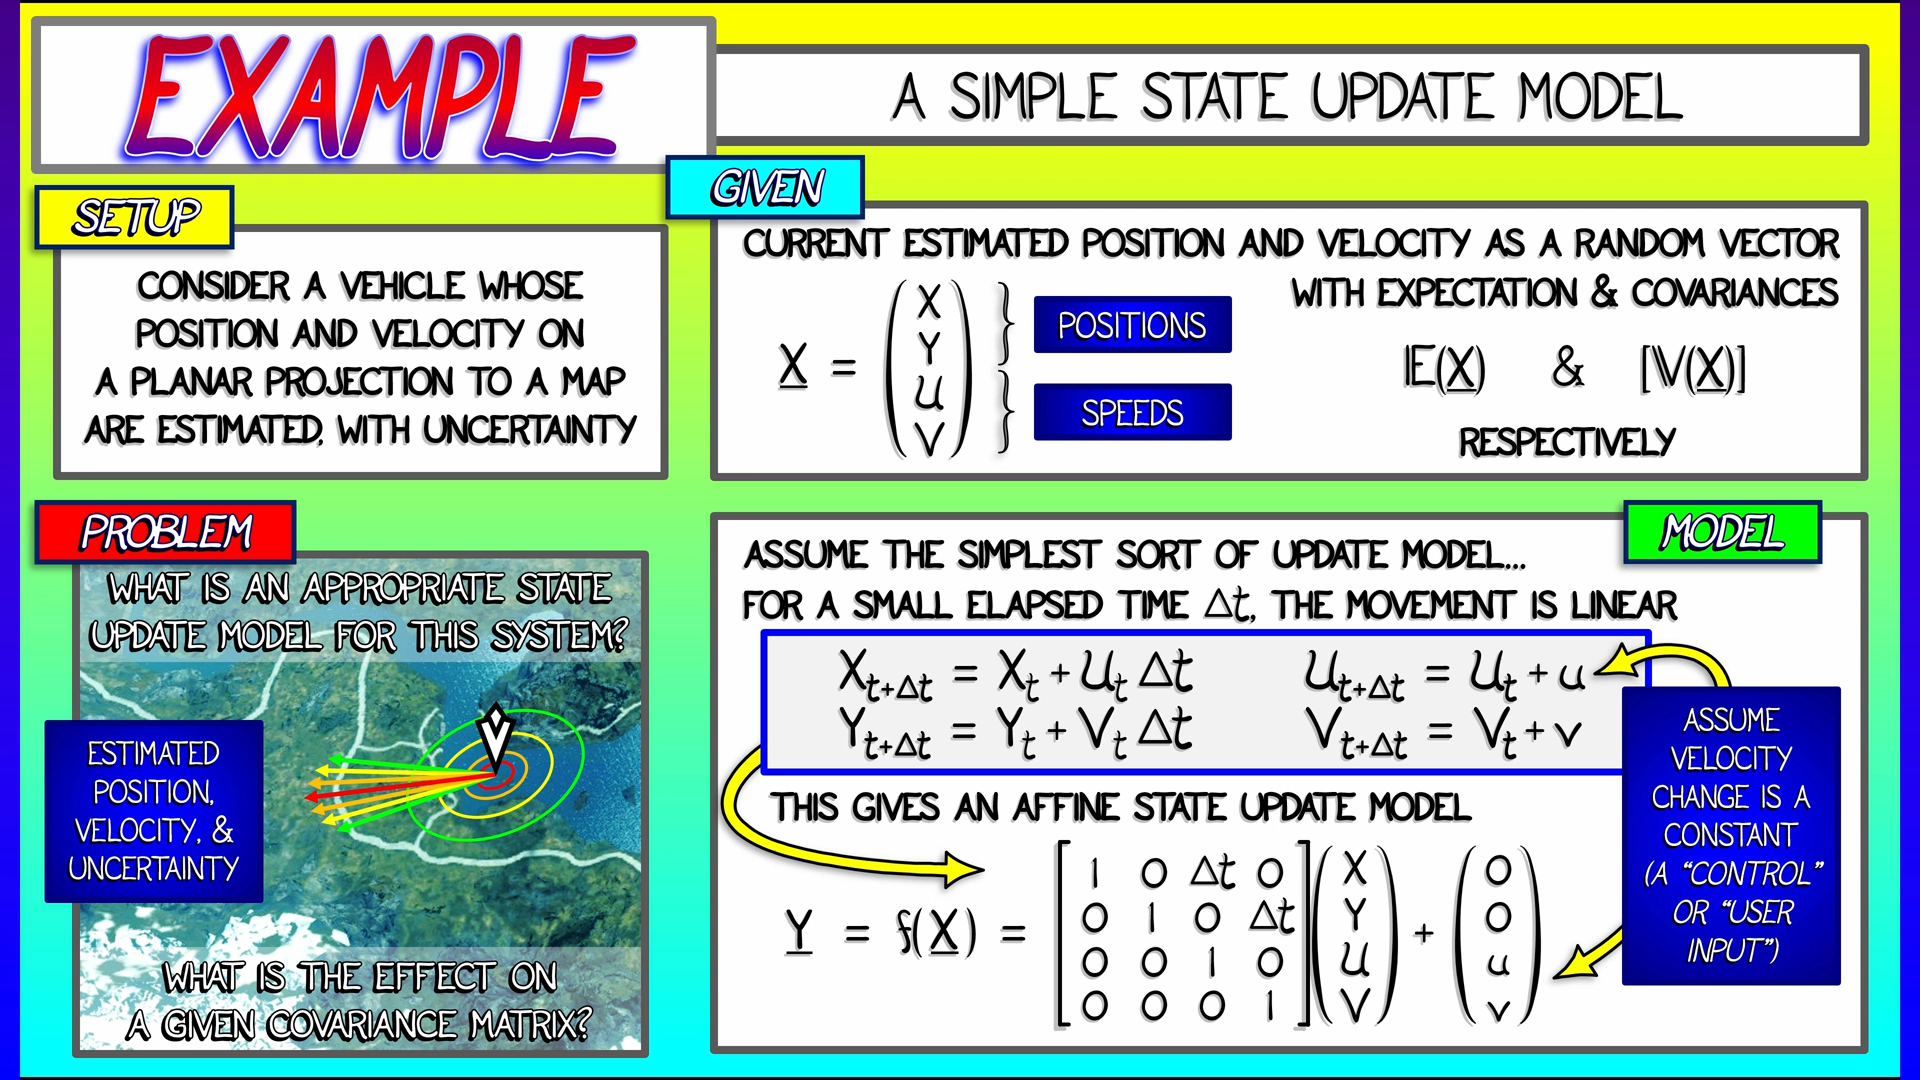 EXAMPLE
A SIMPLE STATE UPDATE MODEL
SETUP
CONSIDER A VEHICLE WHOSE
POSITION AND VELOCITY ON
A PLANAR PROJECTION TO A MAP
ARE ESTIMATED, WITH UNCERTAINTY
GIVEN
CURRENT ESTIMATED POSITION AND VELOCITY AS A RANDOM VECTOR
WITH EXPECTATION & COVARIANCES
X = (X Y U V)
POSITIONS
SPEEDS
𝔼(X) & [𝕍(X)]
RESPECTIVELY
PROBLEM
WHAT IS AN APPROPRIATE STATE
UPDATE MODEL FOR THIS SYSTEM?
ESTIMATED
POSITION,
VELOCITY, &
UNCERTAINTY
WHAT IS THE EFFECT ON
A GIVEN COVARIANCE MATRIX?
MODEL
ASSUME THE SIMPLEST SORT OF UPDATE MODEL...
FOR A SMALL ELAPSED TIME Δt, THE MOVEMENT IS LINEAR
X_{t+Δt} = X_t + U_t Δt U_{t+Δt} = U_t + u
Y_{t+Δt} = Y_t + V_t Δt V_{t+Δt} = V_t + v
ASSUME
VELOCITY
CHANGE IS A
CONSTANT
(A "CONTROL"
OR "USER
INPUT")
THIS GIVES AN AFFINE STATE UPDATE MODEL
Y = f(X) =
1 0 Δt 0 X 0
0 1 0 Δt Y + 0
0 0 1 0 U u
0 0 0 1 V v